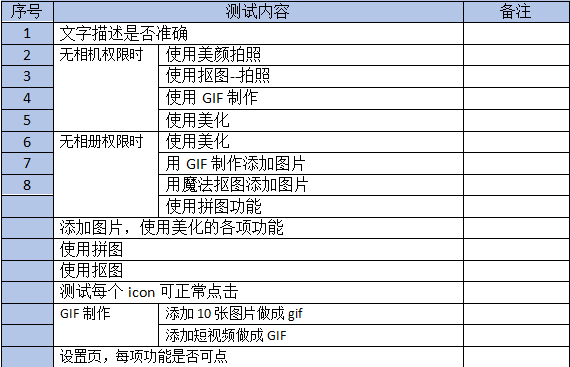 序号 测试内容 备注
1 文字描述是否准确
2 无相机权限时 使用美颜拍照
3 使用抠图--拍照
4 使用 GIF 制作
5 使用美化
6 无相册权限时 使用美化
7 用 GIF 制作添加图片
8 用魔法抠图添加图片
使用拼图功能
添加图片，使用美化的各项功能
使用拼图
使用抠图
测试每个 icon 可正常点击
GIF 制作 添加 10 张图片做成 gif
添加短视频做成 GIF
设置页，每项功能是否可点